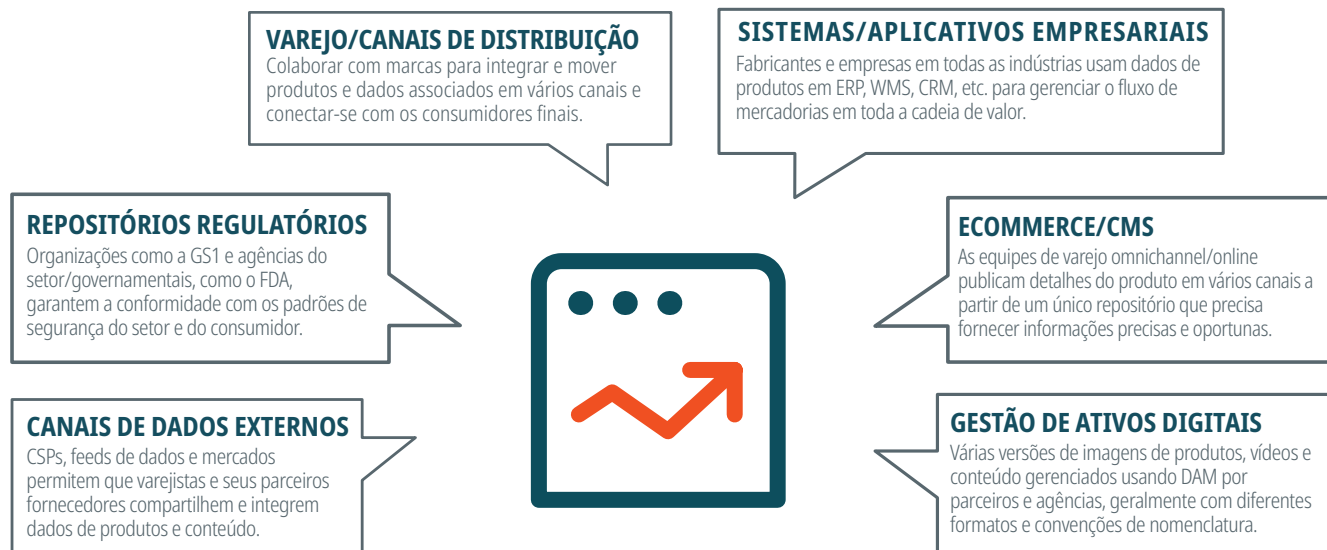 VAREJO/CANAIS DE DISTRIBUIÇÃO
Colaborar com marcas para integrar e mover
produtos e dados associados em vários canais e
conectar-se com os consumidores finais.
SISTEMAS/APLICATIVOS EMPRESARIAIS
Fabricantes e empresas em todas as indústrias usam dados de
produtos em ERP, WMS, CRM, etc. para gerenciar o fluxo de
mercadorias em toda a cadeia de valor.
REPOSITÓRIOS REGULATÓRIOS
Organizações como a GS1 e agências do
setor/governamentais, como o FDA,
garantem a conformidade com os padrões de
segurança do setor e do consumidor.
ECOMMERCE/CMS
As equipes de varejo omnichannel/online
publicam detalhes do produto em vários canais a
partir de um único repositório que precisa
fornecer informações precisas e oportunas.
CANAIS DE DADOS EXTERNOS
CSPs, feeds de dados e mercados
permitem que varejistas e seus parceiros
fornecedores compartilhem e integrem
dados de produtos e conteúdo.
GESTÃO DE ATIVOS DIGITAIS
Várias versões de imagens de produtos, vídeos e
conteúdo gerenciados usando DAM por
parceiros e agências, geralmente com diferentes
formatos e convenções de nomenclatura.